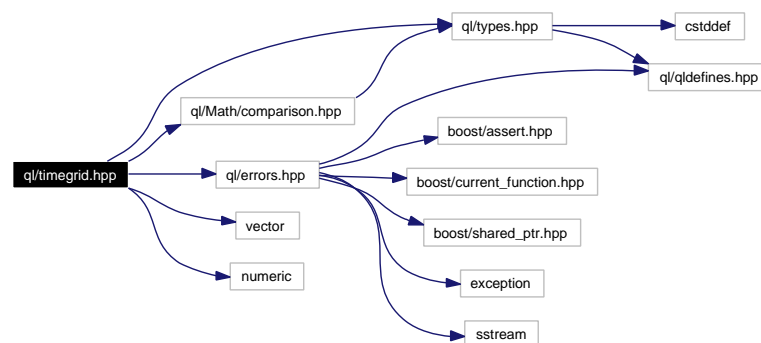 ql/types.hpp
cstddef
ql/qldefines.hpp
ql/Math/comparison.hpp
boost/assert.hpp
ql/timegrid.hpp
ql/errors.hpp
boost/current_function.hpp
vector
boost/shared_ptr.hpp
numeric
exception
sstream